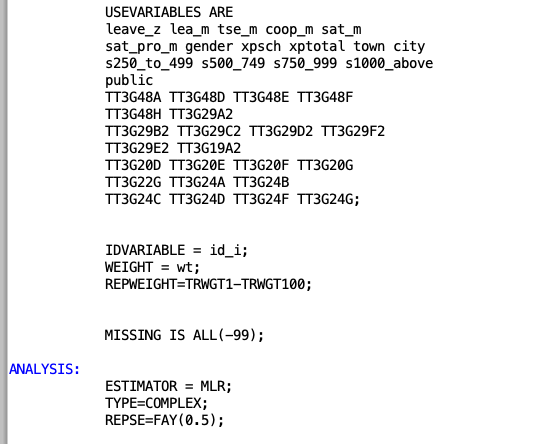 USEVARIABLES ARE
leave_z lea_m tse_m coop_m sat_m
sat_pro_m gender xpsch xptotal town city
s250_to_499 s500_749 s750_999 s1000_above
public
TT3G48A TT3G48D TT3G48E TT3G48F
TT3G48H TT3G29A2
TT3G29B2 TT3G29C2 TT3G29D2 TT3G29F2
TT3G29E2 TT3G19A2
TT3G20D TT3G20E TT3G20F TT3G20G
TT3G22G TT3G24A TT3G24B
TT3G24C TT3G24D TT3G24F TT3G24G;
IDVARIABLE = id_i;
WEIGHT = wt;
REPWEIGHT=TRWGT1-TRWGT100;
MISSING IS ALL(-99);
ANALYSIS:
ESTIMATOR = MLR;
TYPE=COMPLEX;
REPSE=FAY(0.5);